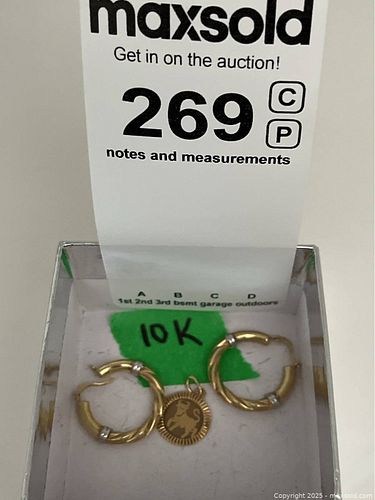 maxsold
Get in on the auction!
269
C
P
notes and measurements
A B C D
1st 2nd 3rd bsmt garage outdoors
10K
Copyright 2025 - maxsold.com